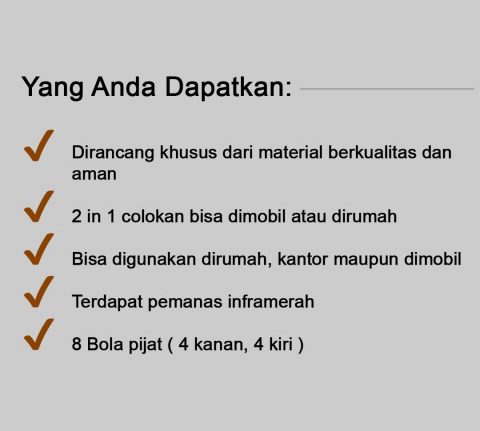 Yang Anda Dapatkan:
Dirancang khusus dari material berkualitas dan
aman
2 in 1 colokan bisa dimobil atau dirumah
Bisa digunakan dirumah, kantor maupun dimobil
Terdapat pemanas inframerah
8 Bola pijat ( 4 kanan, 4 kiri )